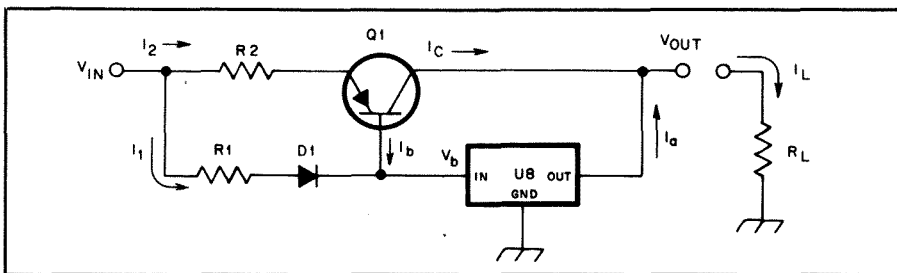 Q1
I2
R2
IC
VOUT
VIN
IL
I1
R1
D1
Ib
Vb
IN
U8
OUT
GND
Ia
RL